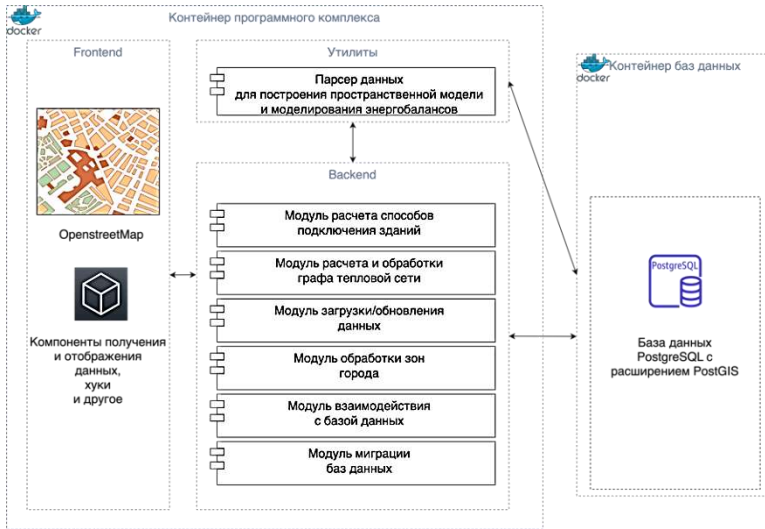 docker
Контейнер программного комплекса
Frontend
OpenstreetMap
Компоненты получения
и отображения
данных,
хуки
и другое
Утилиты
Парсер данных
для построения пространственной модели
и моделирования энергобалансов
Backend
Модуль расчета способов
подключения зданий
Модуль расчета и обработки
графа тепловой сети
Модуль загрузки/обновления
данных
Модуль обработки зон
города
Модуль взаимодействия
с базой данных
Модуль миграции
баз данных
docker
Контейнер баз данных
PostgreSQL
База данных
PostgreSQL с
расширением PostGIS